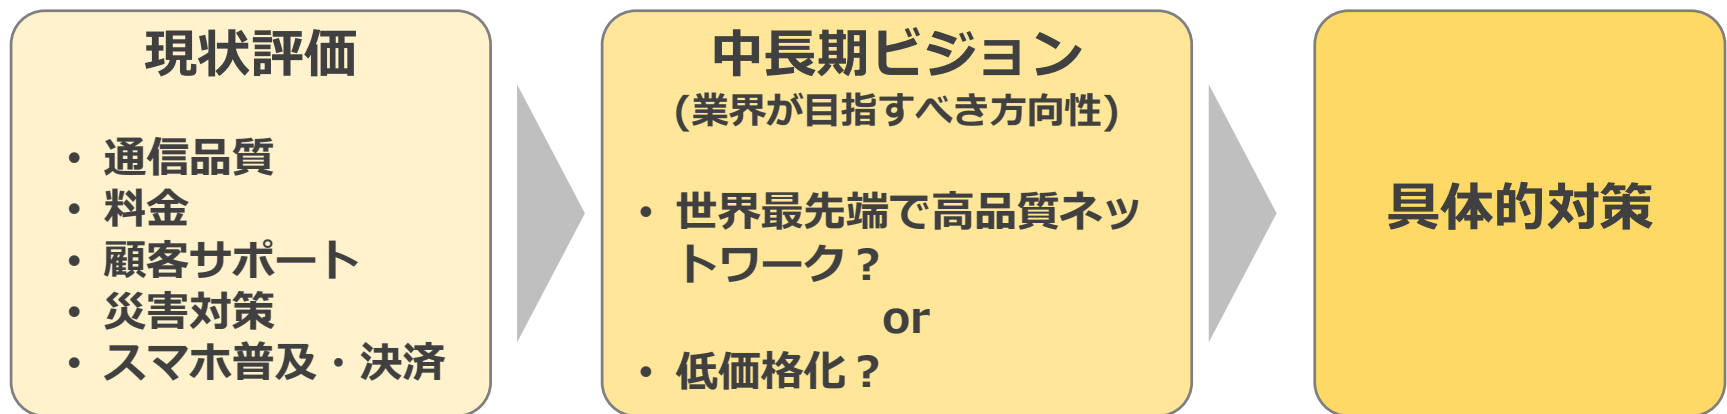 現状評価
• 通信品質
• 料金
• 顧客サポート
• 災害対策
• スマホ普及・決済
中長期ビジョン
(業界が目指すべき方向性)
• 世界最先端で高品質ネッ
トワーク？
or
• 低価格化？
具体的対策